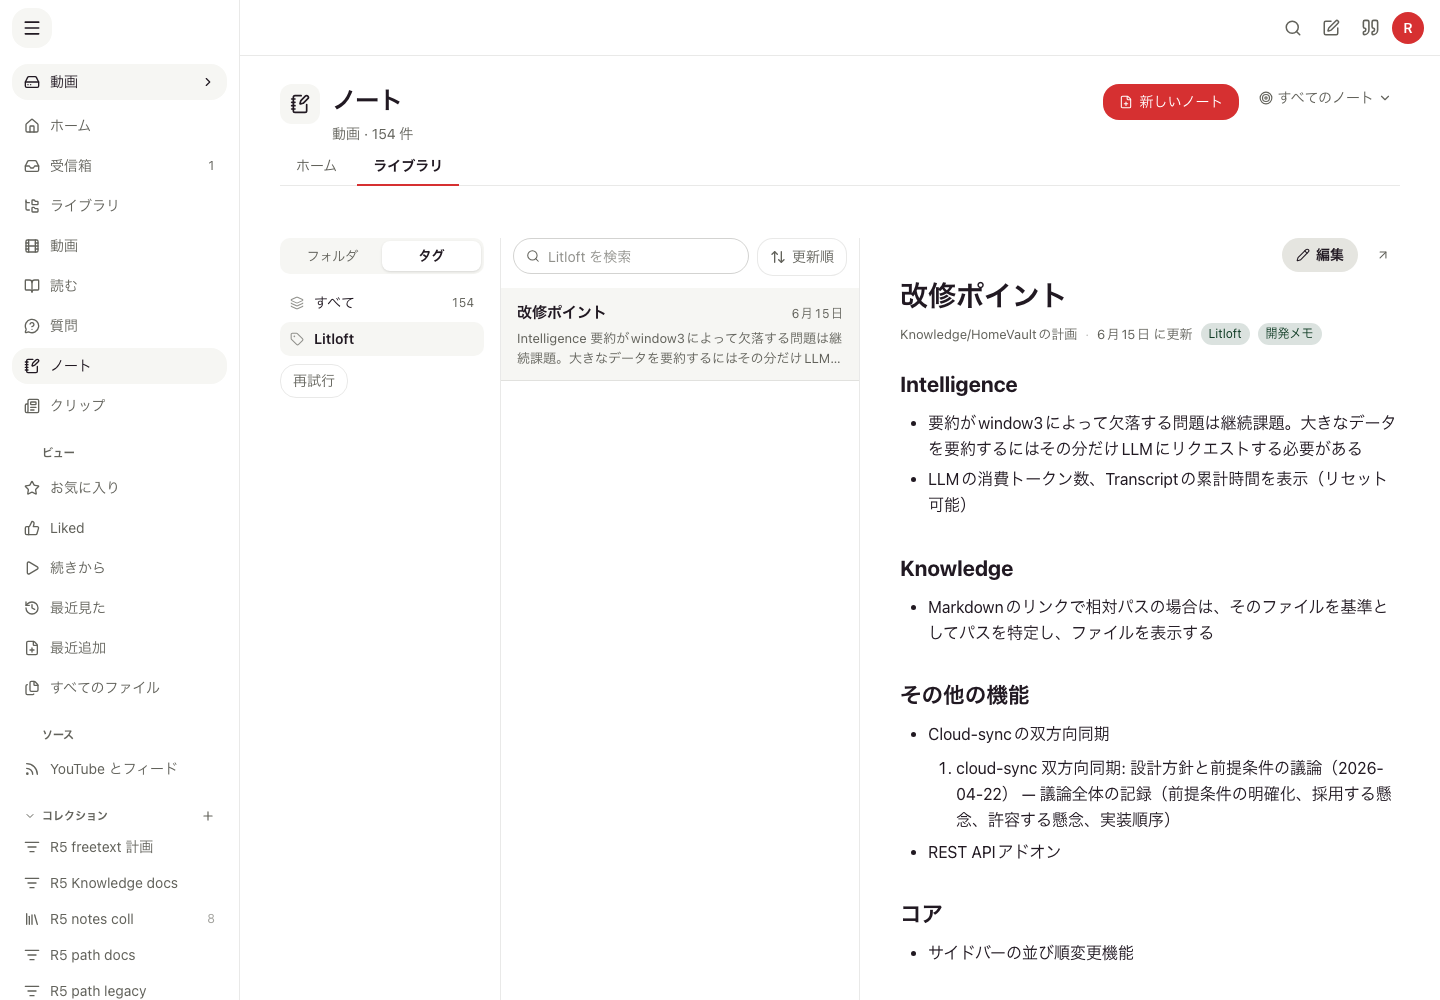 動画
ホーム
受信箱 1
ライブラリ
動画
読む
質問
ノート
クリップ
ビュー
お気に入り
Liked
続きから
最近見た
最近追加
すべてのファイル
ソース
YouTube とフィード
コレクション
R5 freetext 計画
R5 Knowledge docs
R5 notes coll 8
R5 path docs
R5 path legacy
R
ノート
動画 · 154 件
新しいノート
すべてのノート
ホーム
ライブラリ
フォルダ
タグ
すべて 154
Litloft
再試行
Litloft を検索
更新順
改修ポイント 6月15日
Intelligence 要約がwindow3によって欠落する問題は継
続課題。大きなデータを要約するにはその分だけLLM...
編集
改修ポイント
Knowledge/HomeVaultの計画 · 6月15日 に更新 Litloft 開発メモ
Intelligence
• 要約がwindow3によって欠落する問題は継続課題。大きなデータ
を要約するにはその分だけLLMにリクエストする必要がある
• LLMの消費トークン数、Transcriptの累計時間を表示（リセット
可能）
Knowledge
• Markdownのリンクで相対パスの場合は、そのファイルを基準と
してパスを特定し、ファイルを表示する
その他の機能
• Cloud-syncの双方向同期
1. cloud-sync 双方向同期: 設計方針と前提条件の議論（2026-
04-22） — 議論全体の記録（前提条件の明確化、採用する懸
念、許容する懸念、実装順序）
• REST APIアドオン
コア
• サイドバーの並び順変更機能